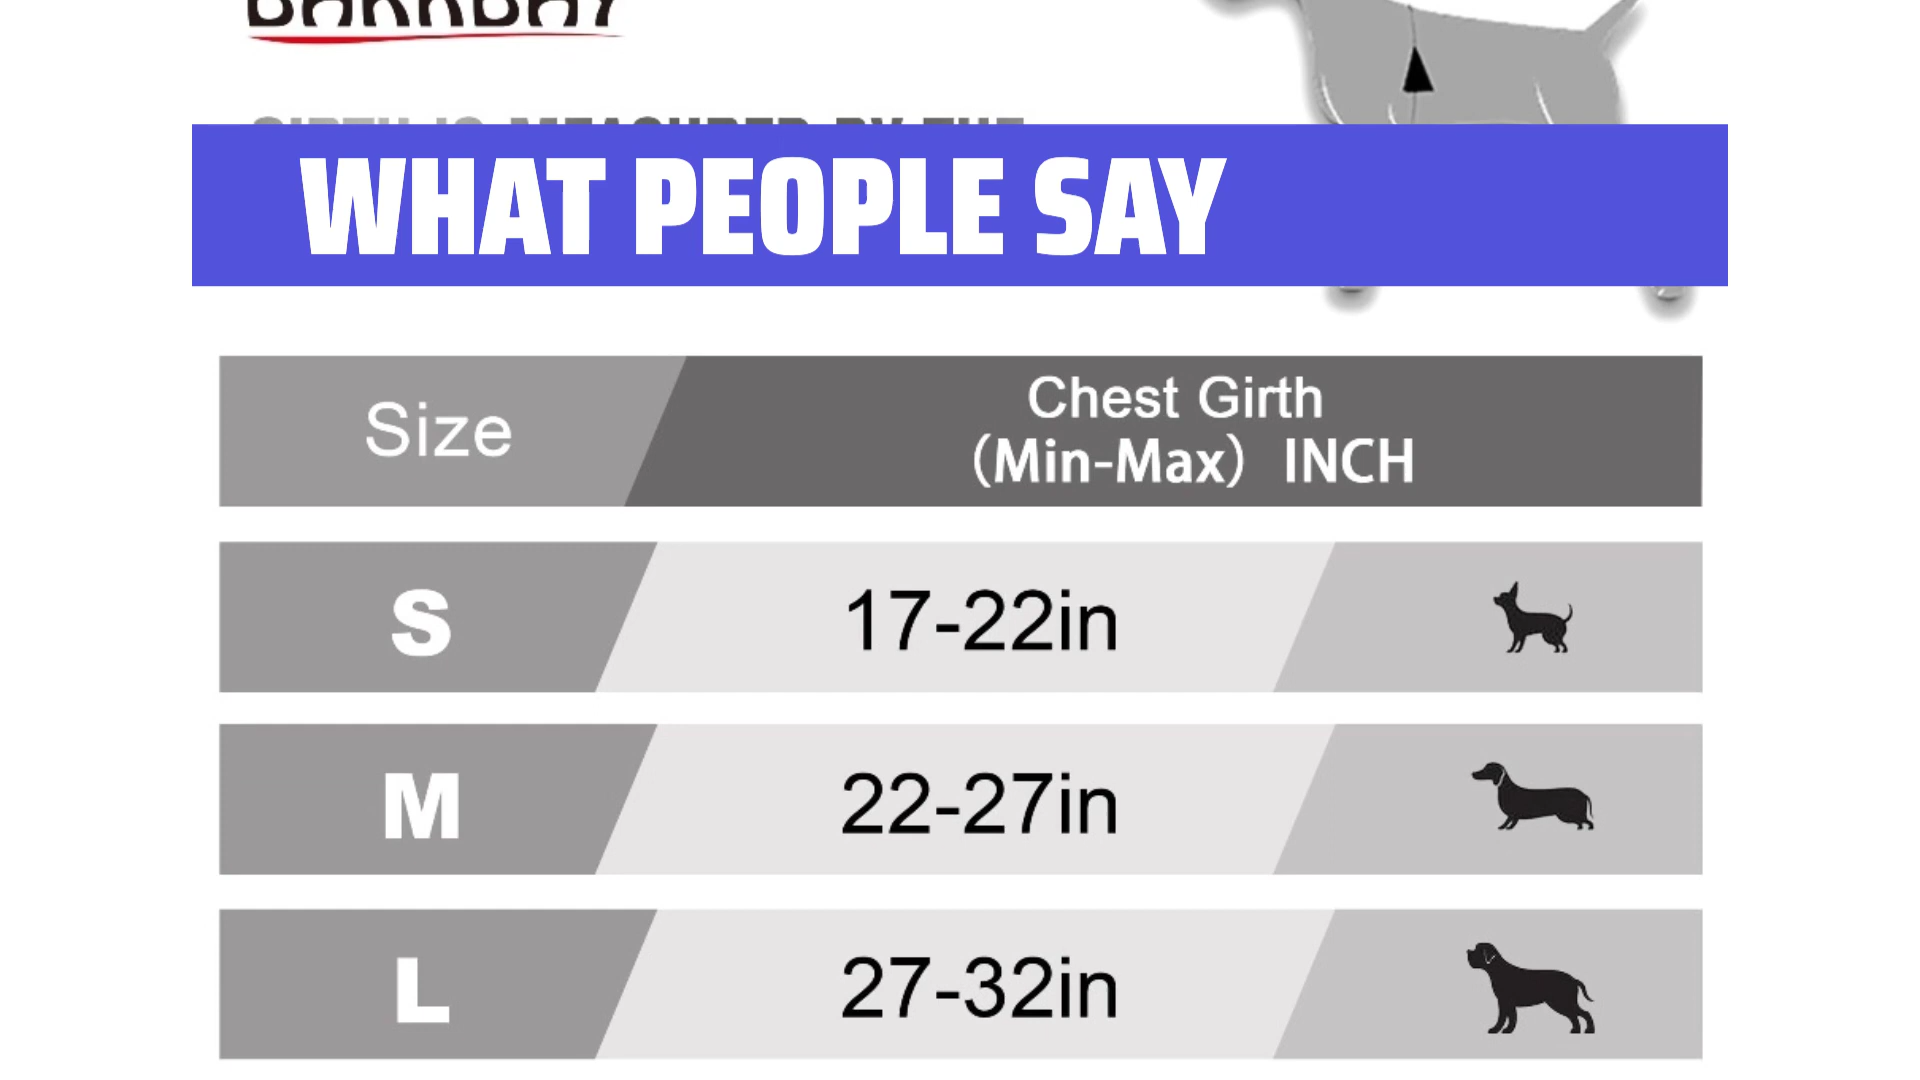 WHAT PEOPLE SAY
Size
Chest Girth
(Min-Max) INCH
S
17-22in
M
22-27in
L
27-32in